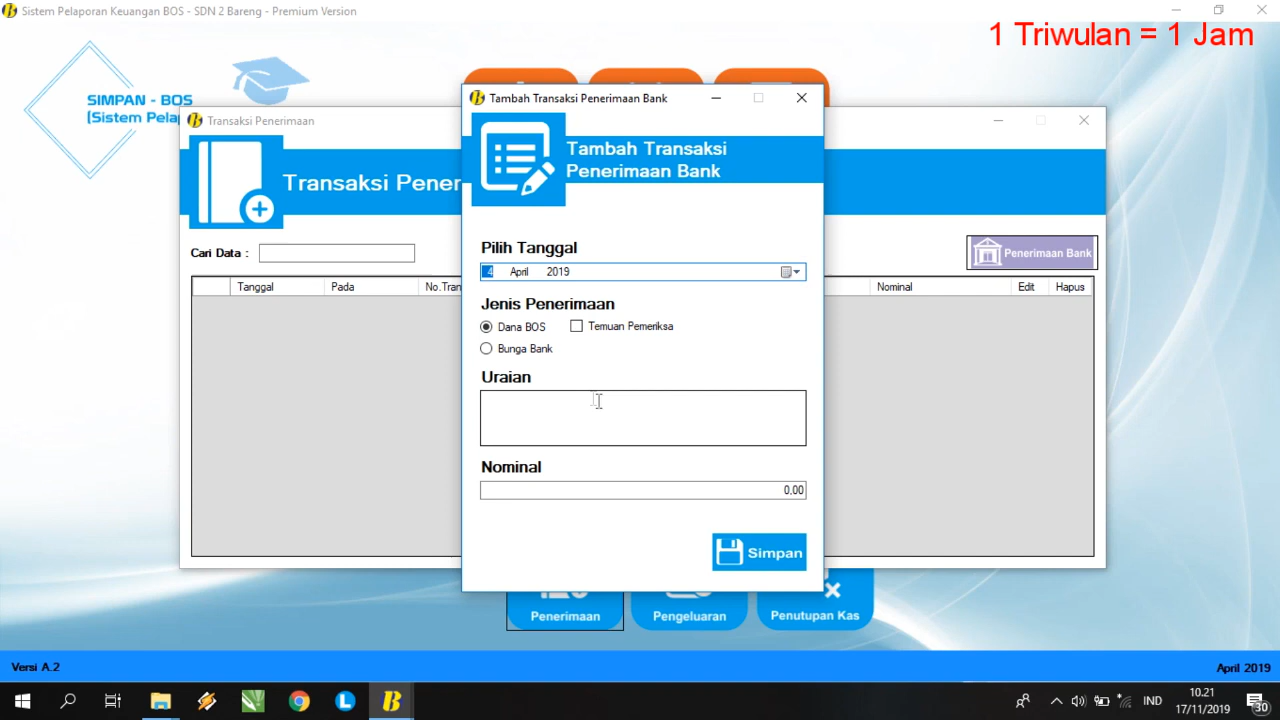 Sistem Pelaporan Keuangan BOS - SDN 2 Bareng - Premium Version
1 Triwulan = 1 Jam
SIMPAN - BOS
[Sistem Pela
Transaksi Penerimaan
Transaksi Pener
Cari Data :
Penerimaan Bank
Tanggal
Pada
No.Tran
Nominal
Edit
Hapus
Tambah Transaksi Penerimaan Bank
Tambah Transaksi
Penerimaan Bank
Pilih Tanggal
4 April 2019
Jenis Penerimaan
Dana BOS
Temuan Pemeriksa
Bunga Bank
Uraian
Nominal
0.00
Simpan
Penerimaan
Pengeluaran
Penutupan Kas
Versi A.2
April 2019
IND
10.21
17/11/2019
30